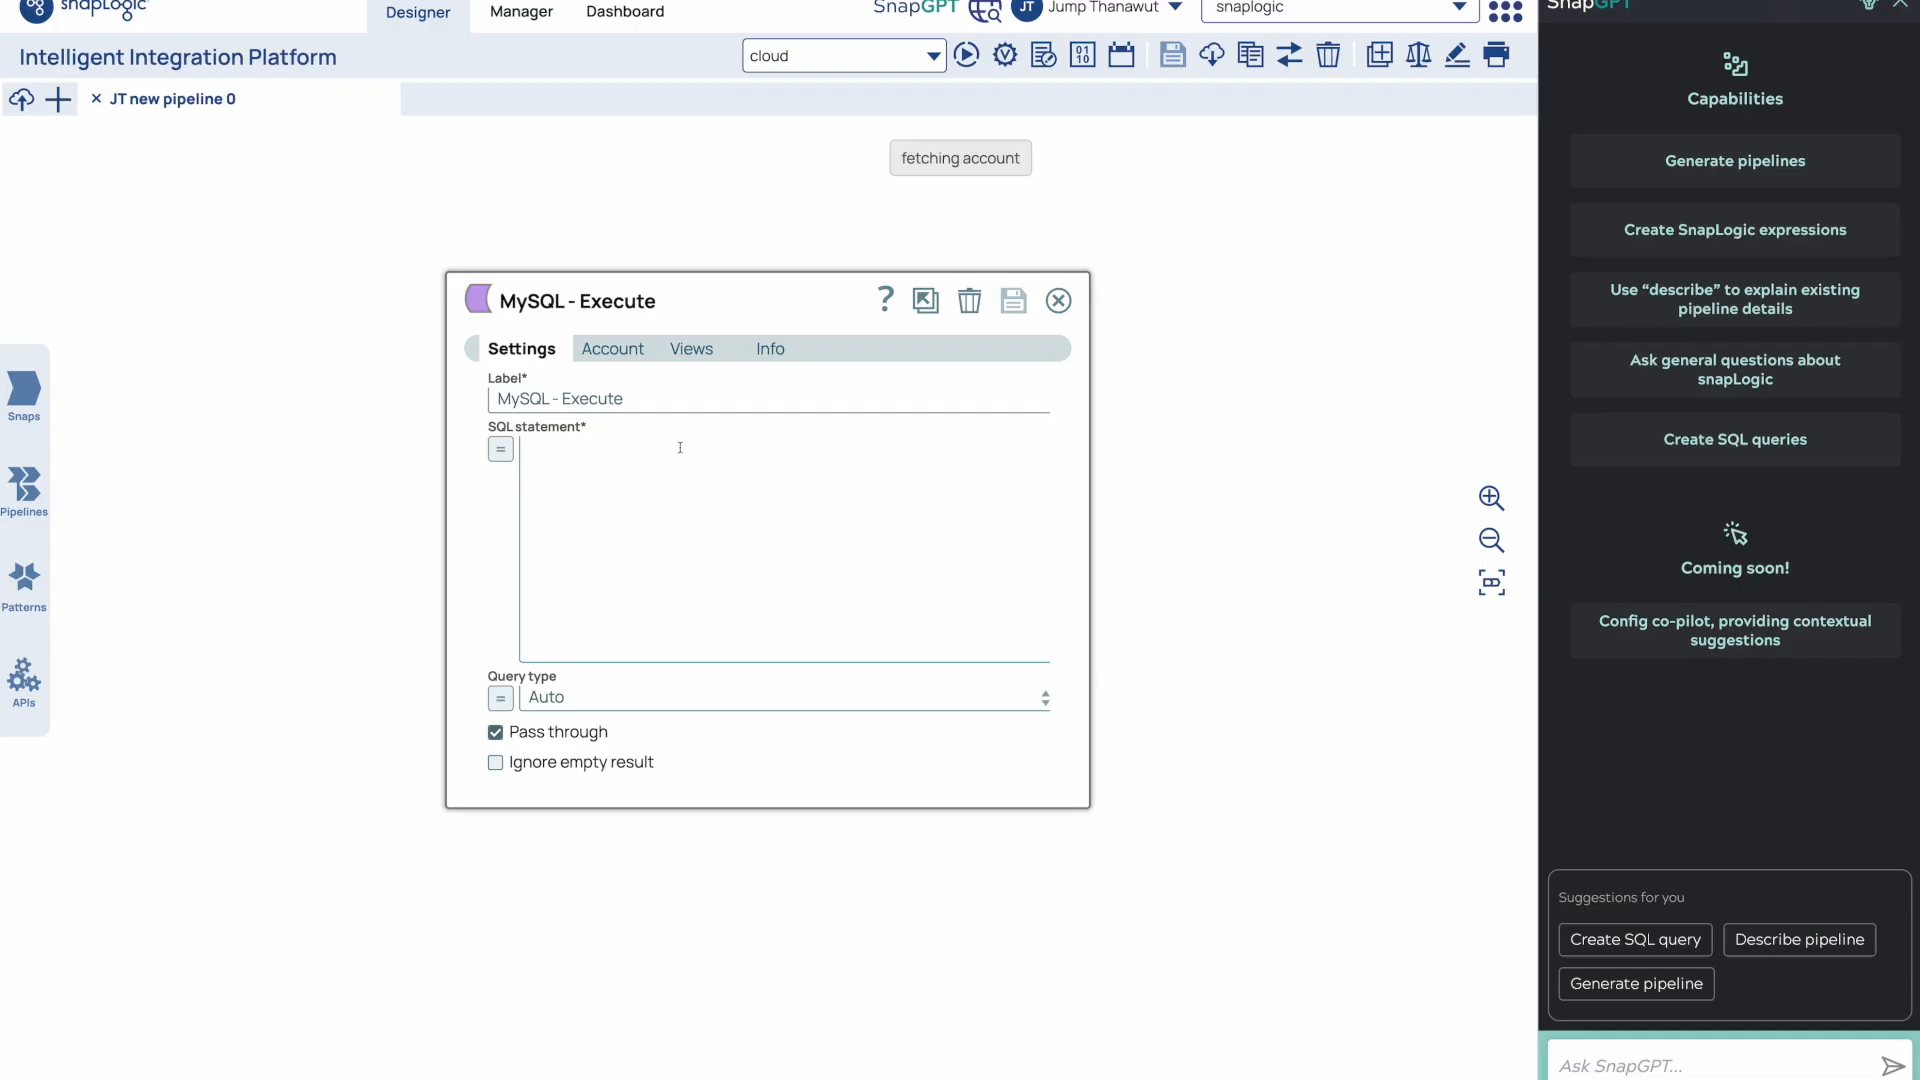 snapLogic
Designer
Manager
Dashboard
SnapGPT
JT
Jump Thanawut
snaplogic
SnapGPT
Intelligent Integration Platform
cloud
01
10
JT new pipeline 0
fetching account
MySQL - Execute
?
Settings
Account
Views
Info
Label*
MySQL - Execute
SQL statement*
=
Query type
=
Auto
Pass through
Ignore empty result
Snaps
Pipelines
Patterns
APIs
Capabilities
Generate pipelines
Create SnapLogic expressions
Use “describe” to explain existing
pipeline details
Ask general questions about
snapLogic
Create SQL queries
Coming soon!
Config co-pilot, providing contextual
suggestions
Suggestions for you
Create SQL query
Describe pipeline
Generate pipeline
Ask SnapGPT...